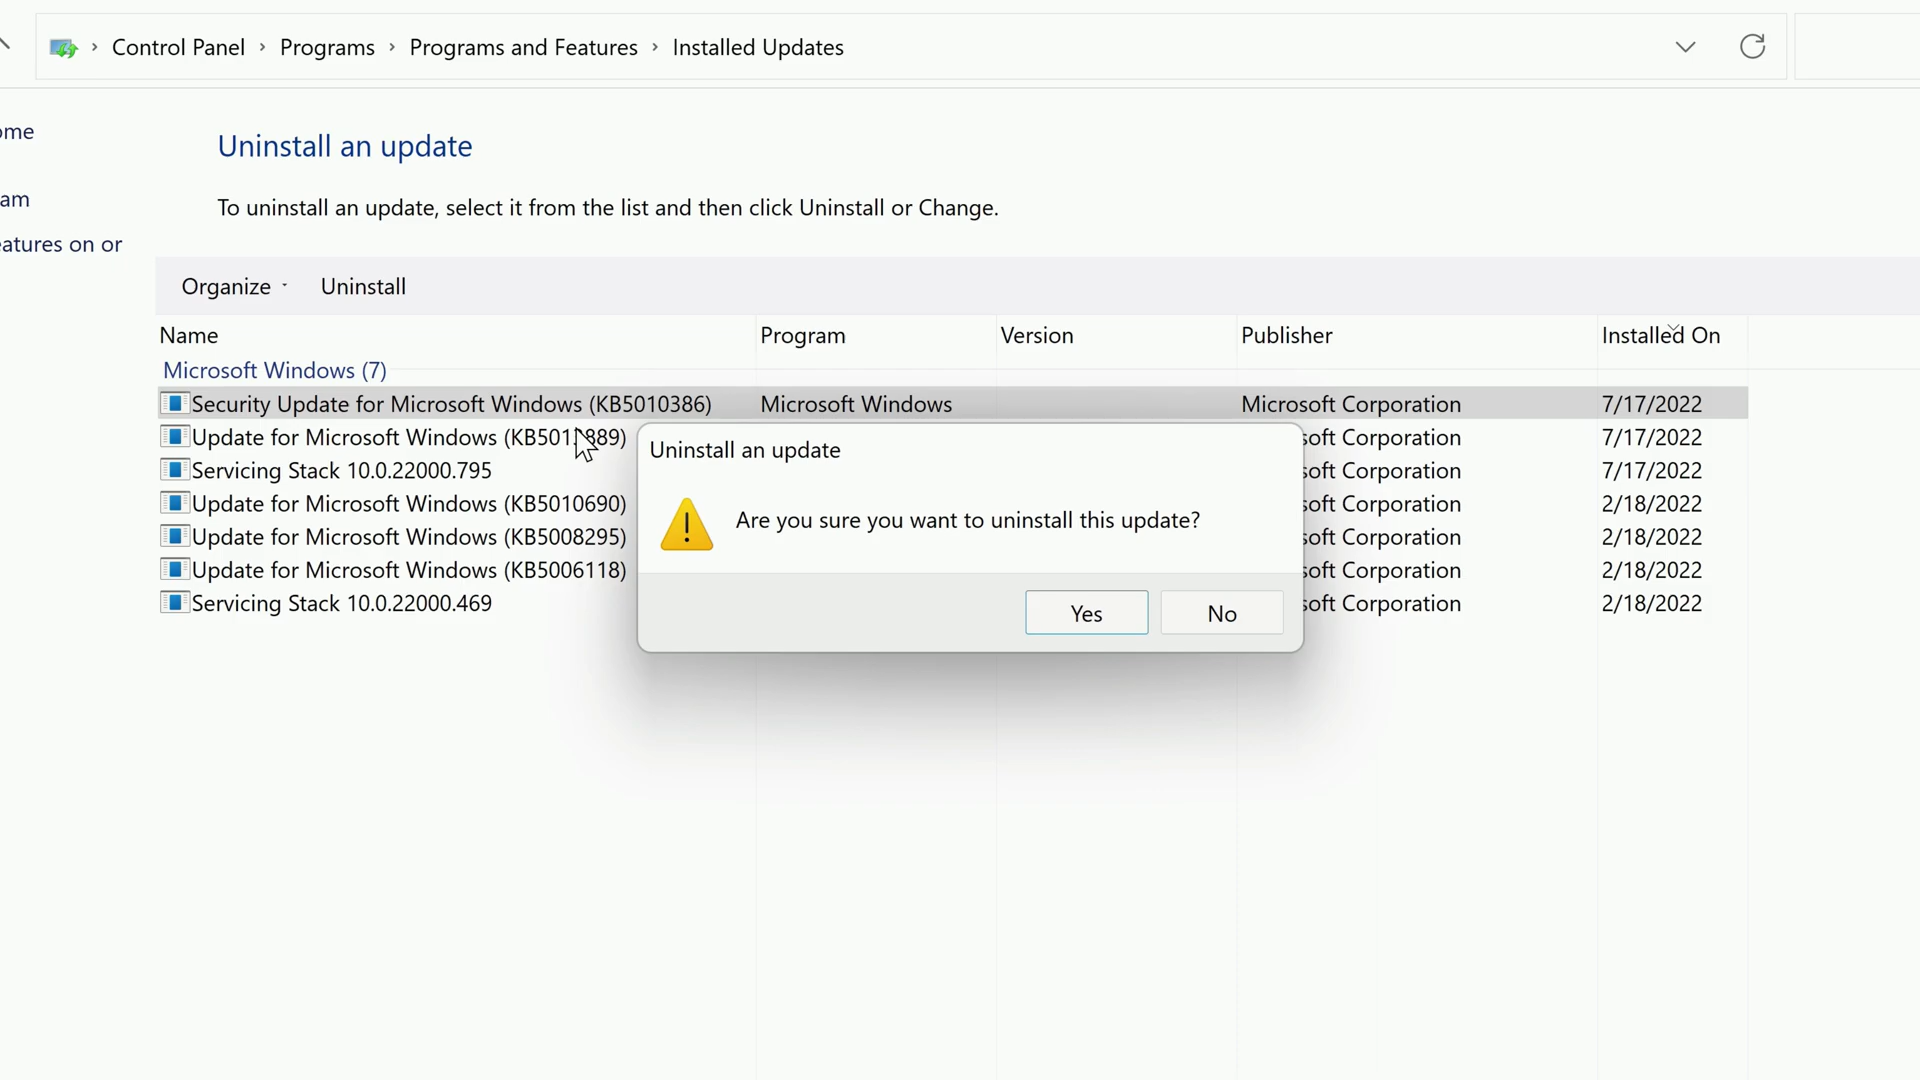 Control Panel > Programs > Programs and Features > Installed Updates
ome
Uninstall an update
am
To uninstall an update, select it from the list and then click Uninstall or Change.
eatures on or
Organize Uninstall
Name Program Version Publisher Installed On
Microsoft Windows (7)
Security Update for Microsoft Windows (KB5010386) Microsoft Windows Microsoft Corporation 7/17/2022
Update for Microsoft Windows soft Corporation 7/17/2022
Servicing Stack 10.0.22000.795 soft Corporation 7/17/2022
Update for Microsoft Windows (KB5010690) soft Corporation 2/18/2022
Update for Microsoft Windows (KB5008295) soft Corporation 2/18/2022
Update for Microsoft Windows (KB5006118) soft Corporation 2/18/2022
Servicing Stack 10.0.22000.469 soft Corporation 2/18/2022
Uninstall an update
Are you sure you want to uninstall this update?
Yes No